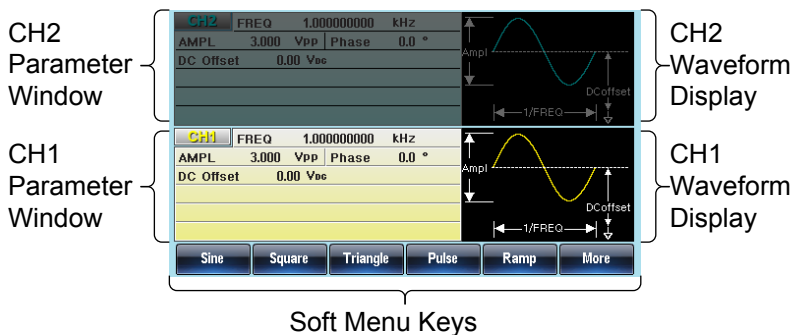 CH2 Parameter Window
CH2 FREQ 1.000000000 kHz
AMPL 3.000 Vpp Phase 0.0 °
DC Offset 0.00 VDC
Ampl
DCoffset
1/FREQ
CH2 Waveform Display
CH1 Parameter Window
CH1 FREQ 1.000000000 kHz
AMPL 3.000 Vpp Phase 0.0 °
DC Offset 0.00 VDC
Ampl
DCoffset
1/FREQ
CH1 Waveform Display
Sine Square Triangle Pulse Ramp More
Soft Menu Keys